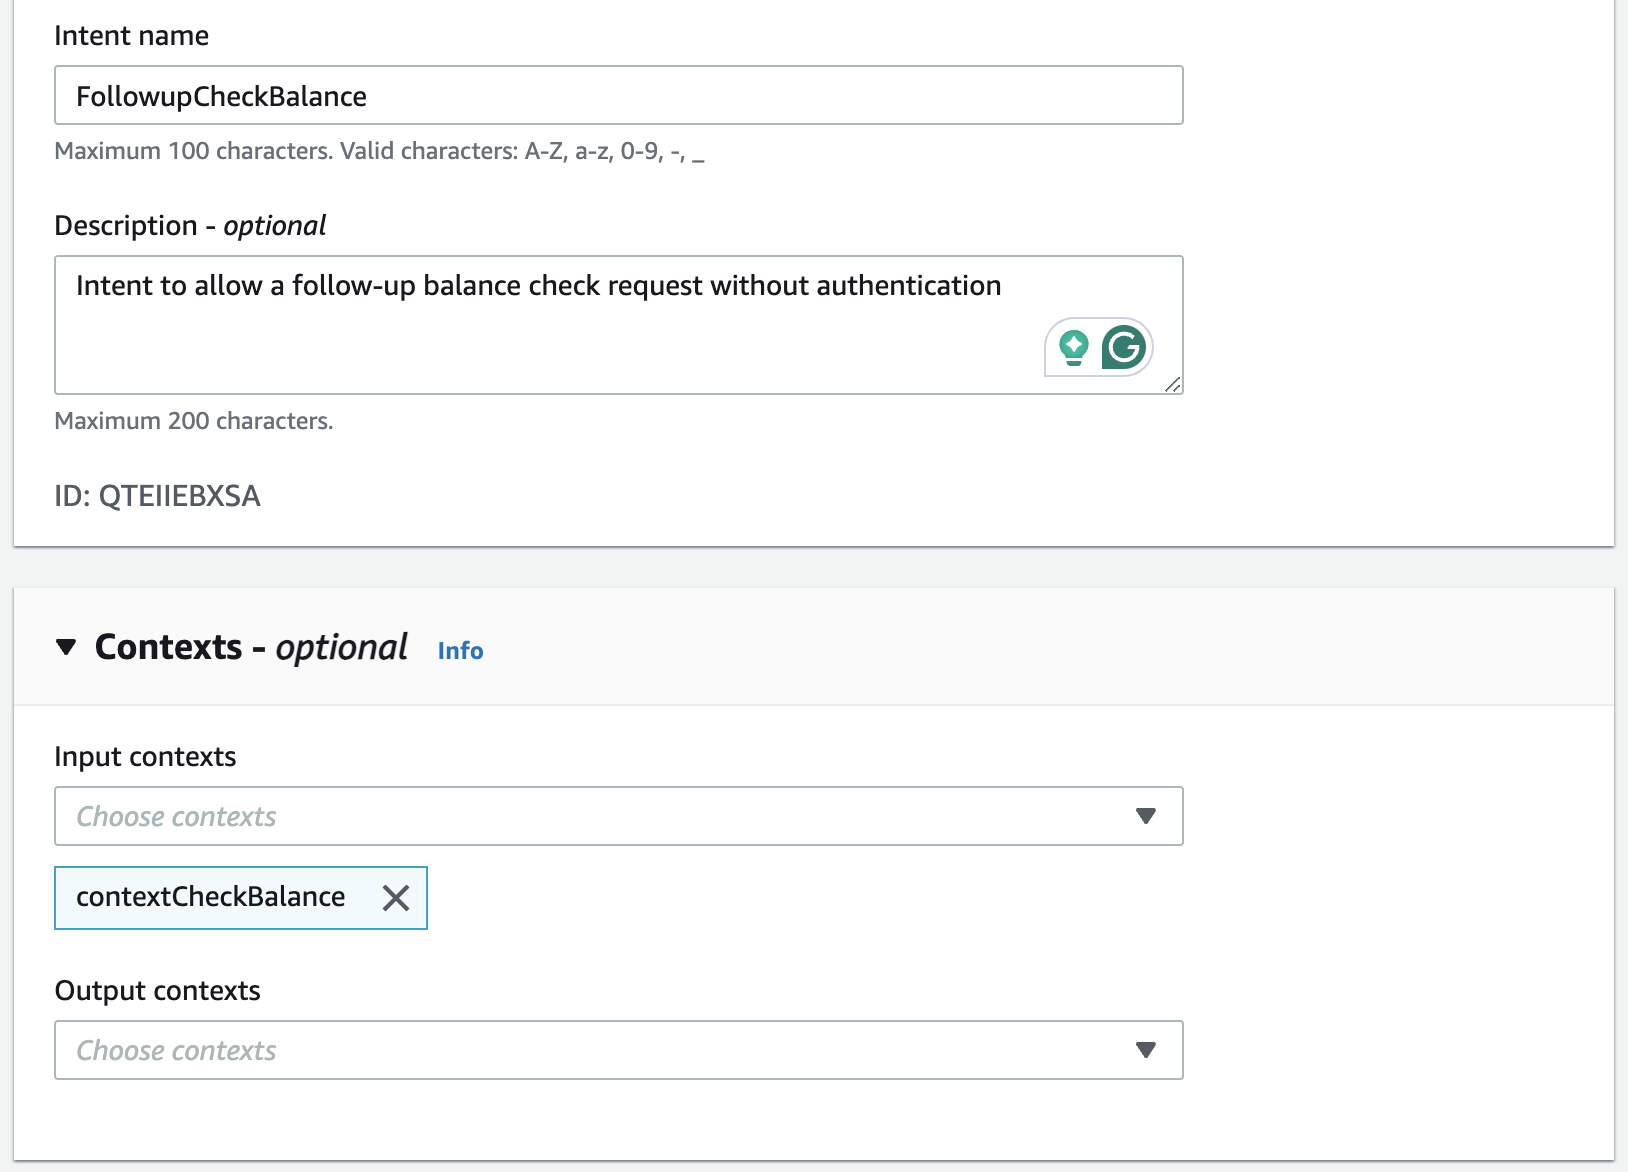 Intent name
FollowupCheckBalance
Maximum 100 characters. Valid characters: A-Z, a-z, 0-9, -, _
Description - optional
Intent to allow a follow-up balance check request without authentication
Maximum 200 characters.
ID: QTEIIEBXSA
Contexts - optional Info
Input contexts
Choose contexts
contextCheckBalance
Output contexts
Choose contexts